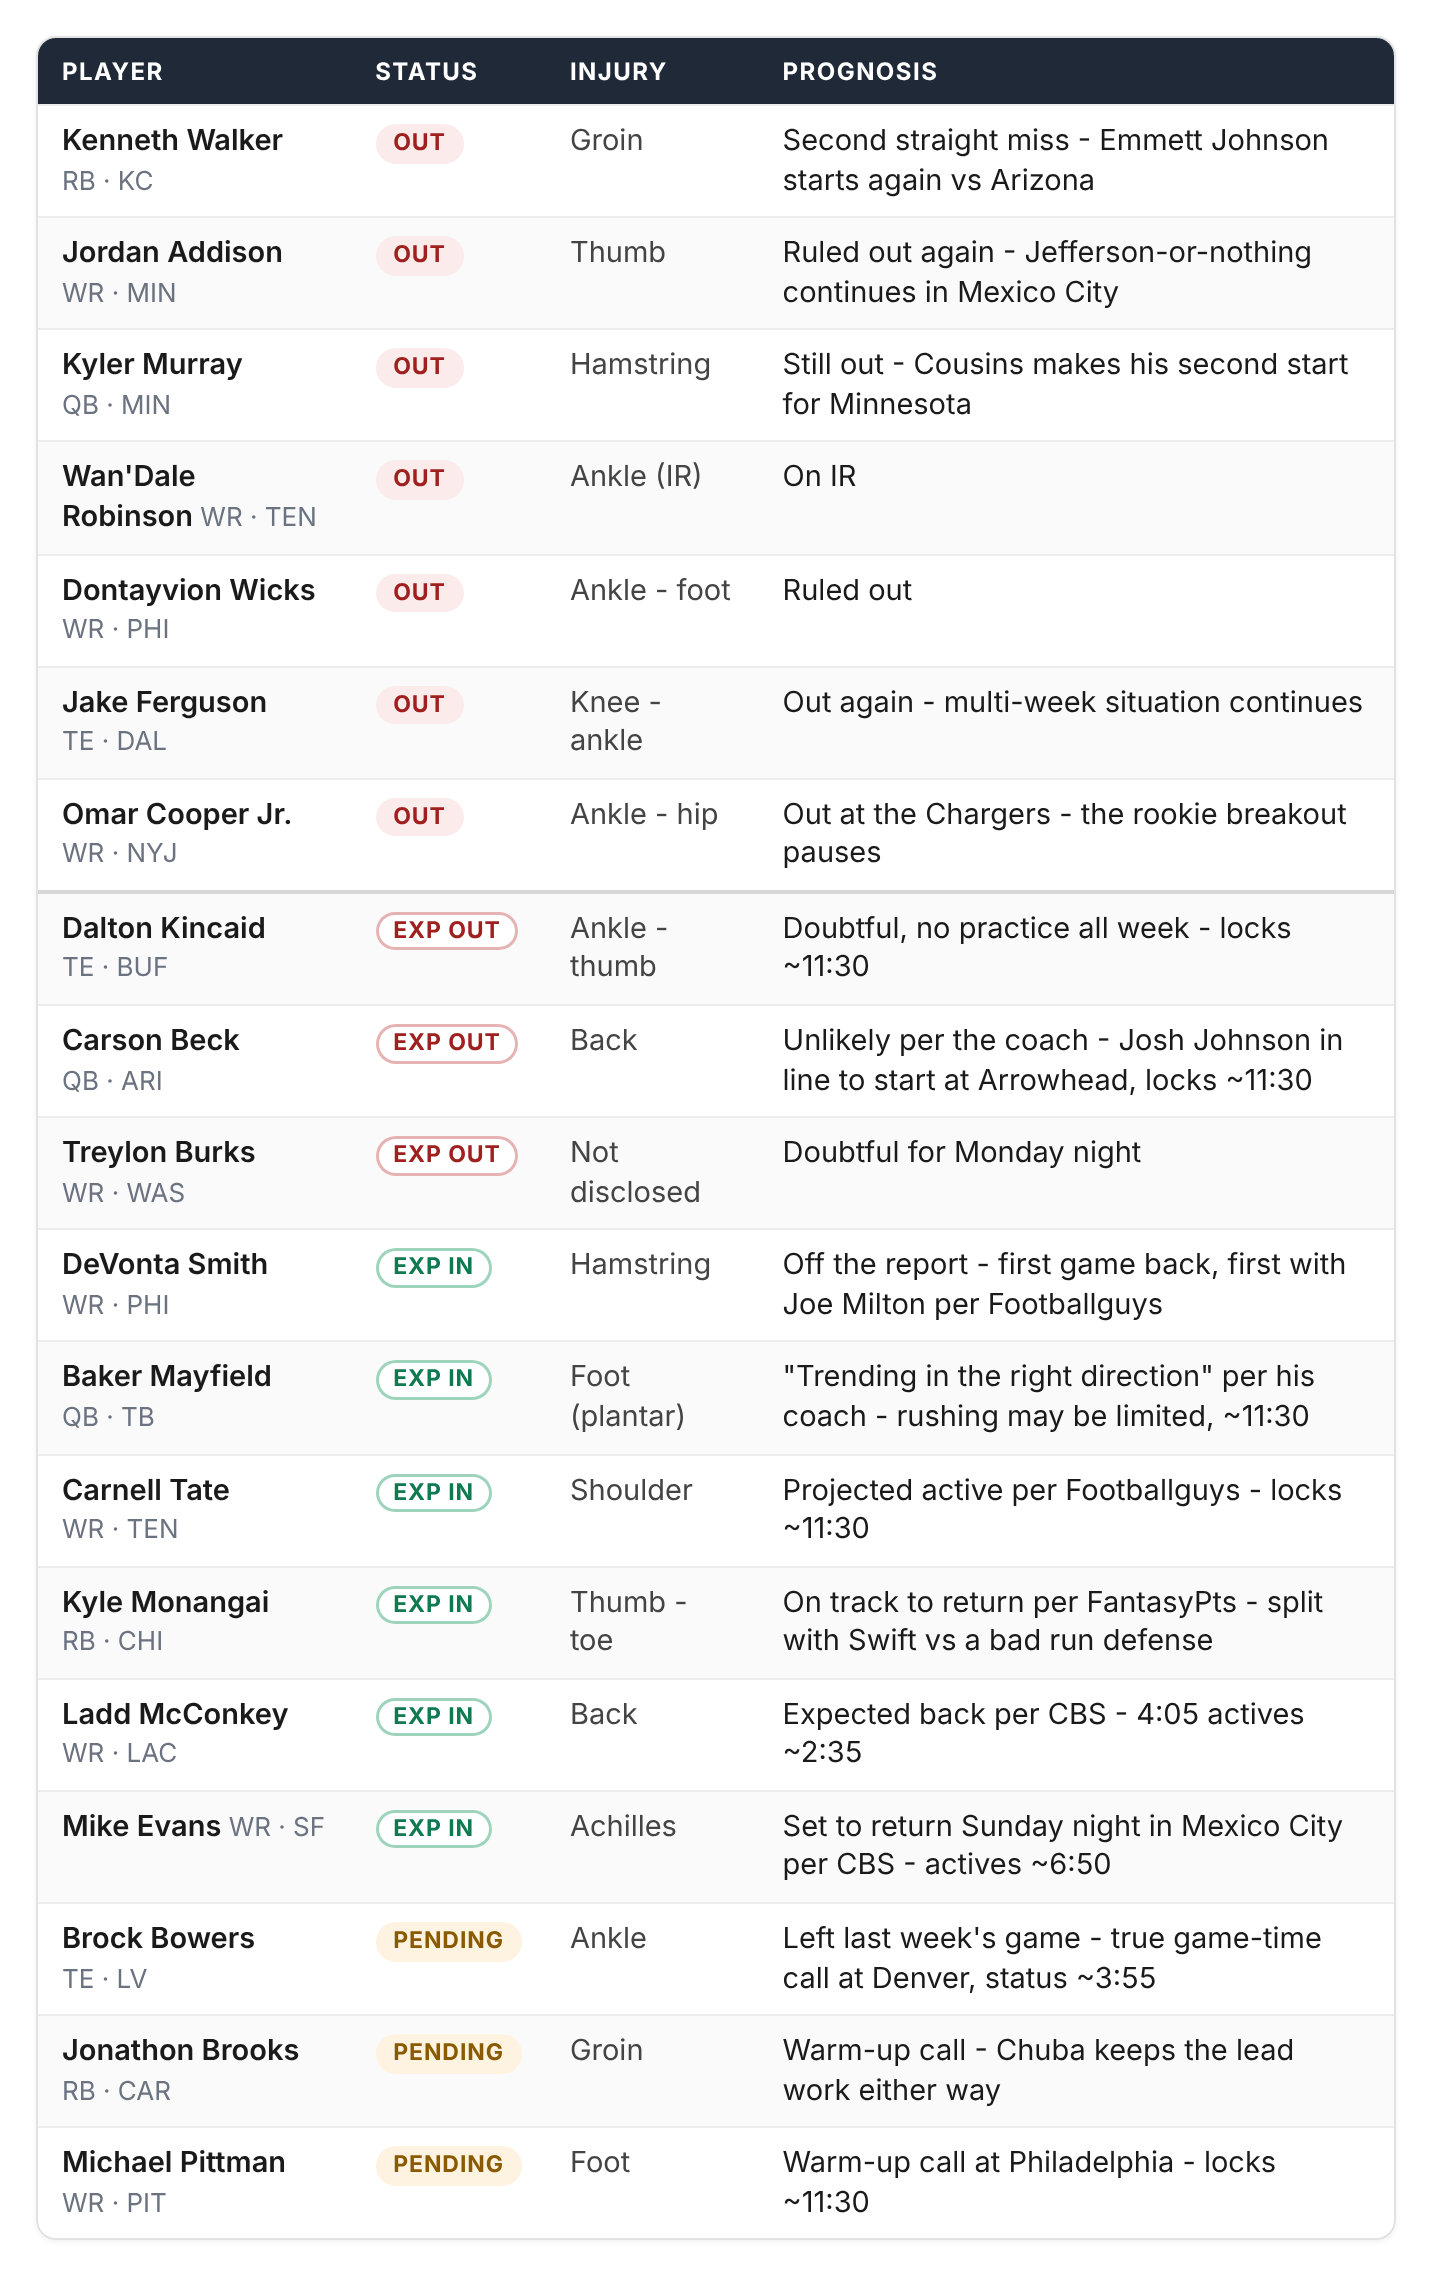 PLAYER STATUS INJURY PROGNOSIS
Kenneth Walker OUT Groin Second straight miss - Emmett Johnson
RB · KC starts again vs Arizona
Jordan Addison OUT Thumb Ruled out again - Jefferson-or-nothing
WR · MIN continues in Mexico City
Kyler Murray OUT Hamstring Still out - Cousins makes his second start
QB · MIN for Minnesota
Wan'Dale OUT Ankle (IR) On IR
Robinson WR · TEN
Dontayvion Wicks OUT Ankle - foot Ruled out
WR · PHI
Jake Ferguson OUT Knee - Out again - multi-week situation continues
TE · DAL ankle
Omar Cooper Jr. OUT Ankle - hip Out at the Chargers - the rookie breakout
WR · NYJ pauses
Dalton Kincaid EXP OUT Ankle - Doubtful, no practice all week - locks
TE · BUF thumb ~11:30
Carson Beck EXP OUT Back Unlikely per the coach - Josh Johnson in
QB · ARI line to start at Arrowhead, locks ~11:30
Treylon Burks EXP OUT Not Doubtful for Monday night
WR · WAS disclosed
DeVonta Smith EXP IN Hamstring Off the report - first game back, first with
WR · PHI Joe Milton per Footballguys
Baker Mayfield EXP IN Foot "Trending in the right direction" per his
QB · TB (plantar) coach - rushing may be limited, ~11:30
Carnell Tate EXP IN Shoulder Projected active per Footballguys - locks
WR · TEN ~11:30
Kyle Monangai EXP IN Thumb - On track to return per FantasyPts - split
RB · CHI toe with Swift vs a bad run defense
Ladd McConkey EXP IN Back Expected back per CBS - 4:05 actives
WR · LAC ~2:35
Mike Evans WR · SF EXP IN Achilles Set to return Sunday night in Mexico City
per CBS - actives ~6:50
Brock Bowers PENDING Ankle Left last week's game - true game-time
TE · LV call at Denver, status ~3:55
Jonathon Brooks PENDING Groin Warm-up call - Chuba keeps the lead
RB · CAR work either way
Michael Pittman PENDING Foot Warm-up call at Philadelphia - locks
WR · PIT ~11:30